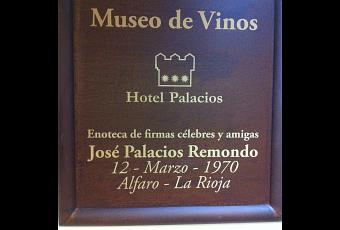 Museo de Vinos
Hotel Palacios
Enoteca de firmas célebres y amigas
José Palacios Remondo
12 - Marzo - 1970
Alfaro - La Rioja